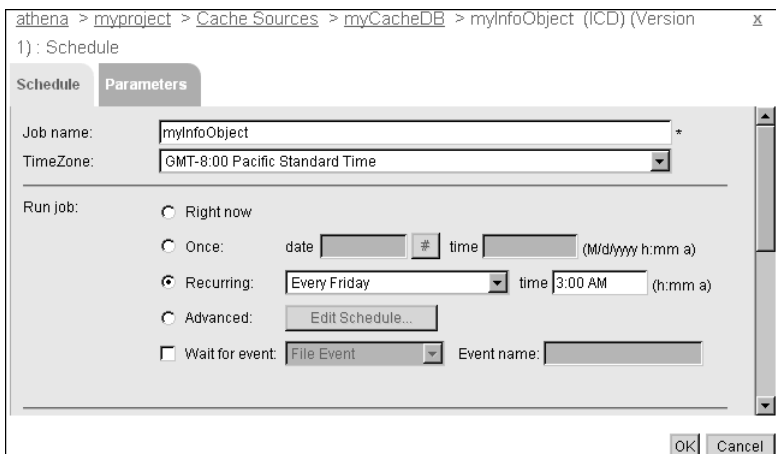 athena > myproject > Cache Sources > myCacheDB > myInfoObject (ICD) (Version x
1) : Schedule
Schedule Parameters
Job name: myInfoObject *
TimeZone: GMT-8:00 Pacific Standard Time
Run job: Right now
Once: date # time (M/d/yyyy h:mm a)
Recurring: Every Friday time 3:00 AM (h:mm a)
Advanced: Edit Schedule...
Wait for event: File Event Event name:
OK Cancel